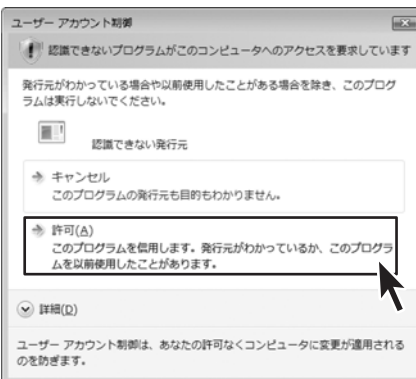 ユーザー アカウント制御
認識できないプログラムがこのコンピュータへのアクセスを要求しています
発行元がわかっている場合や以前使用したことがある場合を除き、このプログ
ラムは実行しないでください。
認識できない発行元
キャンセル
このプログラムの発行元も目的もわかりません。
許可(A)
このプログラムを信用します。発行元がわかっているか、このプログラ
ムを以前使用したことがあります。
詳細(D)
ユーザー アカウント制御は、あなたの許可なくコンピュータに変更が適用される
のを防ぎます。